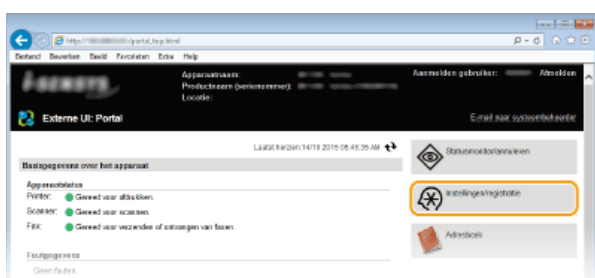 http://
/portal_top.html
Bestand Bewerken Beeld Favorieten Extra Help
Apparaatnaam:
Productnaam (serienummer):
Locatie:
Aanmelden gebruiker:
Afmelden
Externe UI: Portal
E-mail naar systeembeheerder
Laatst herzien:14/10 2015 05:45:35 AM
Basisgegevens over het apparaat
Apparaatstatus
Printer: Gereed voor afdrukken.
Scanner: Gereed voor scannen.
Fax: Gereed voor verzenden of ontvangen van faxen.
Foutgegevens
Geen fouten.
Statusmonitor/annuleren
Instellingen/registratie
Adresboek